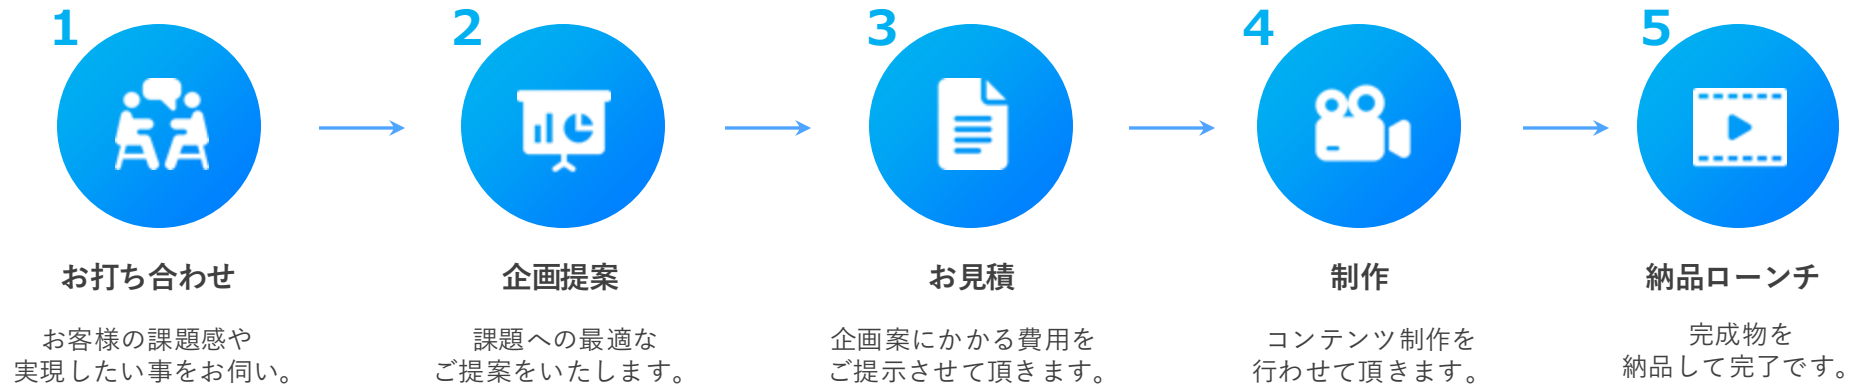 1
お打ち合わせ
お客様の課題感や
実現したい事をお伺い。
2
企画提案
課題への最適な
ご提案をいたします。
3
お見積
企画案にかかる費用を
ご提示させて頂きます。
4
制作
コンテンツ制作を
行わせて頂きます。
5
納品ローンチ
完成物を
納品して完了です。